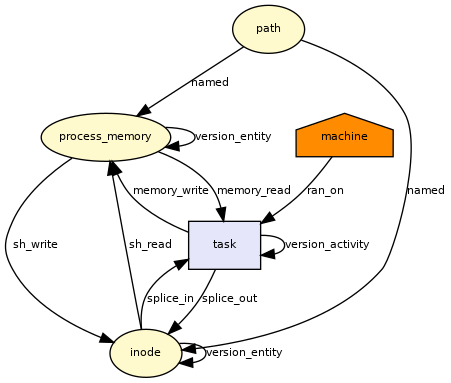 path
named
process_memory
version_entity
machine
memory_write
memory_read
ran_on
named
sh_write
sh_read
task
version_activity
splice_in
splice_out
inode
version_entity